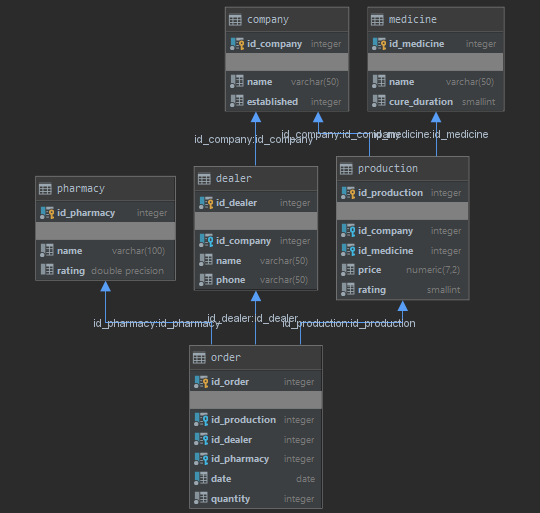 company
id_company integer
name varchar(50)
established integer
medicine
id_medicine integer
name varchar(50)
cure_duration smallint
id_company:id_company
id_company:id_company
id_medicine:id_medicine
pharmacy
id_pharmacy integer
name varchar(100)
rating double precision
dealer
id_dealer integer
id_company integer
name varchar(50)
phone varchar(50)
production
id_production integer
id_company integer
id_medicine integer
price numeric(7,2)
rating smallint
id_pharmacy:id_pharmacy
id_dealer:id_dealer
id_production:id_production
order
id_order integer
id_production integer
id_dealer integer
id_pharmacy integer
date date
quantity integer